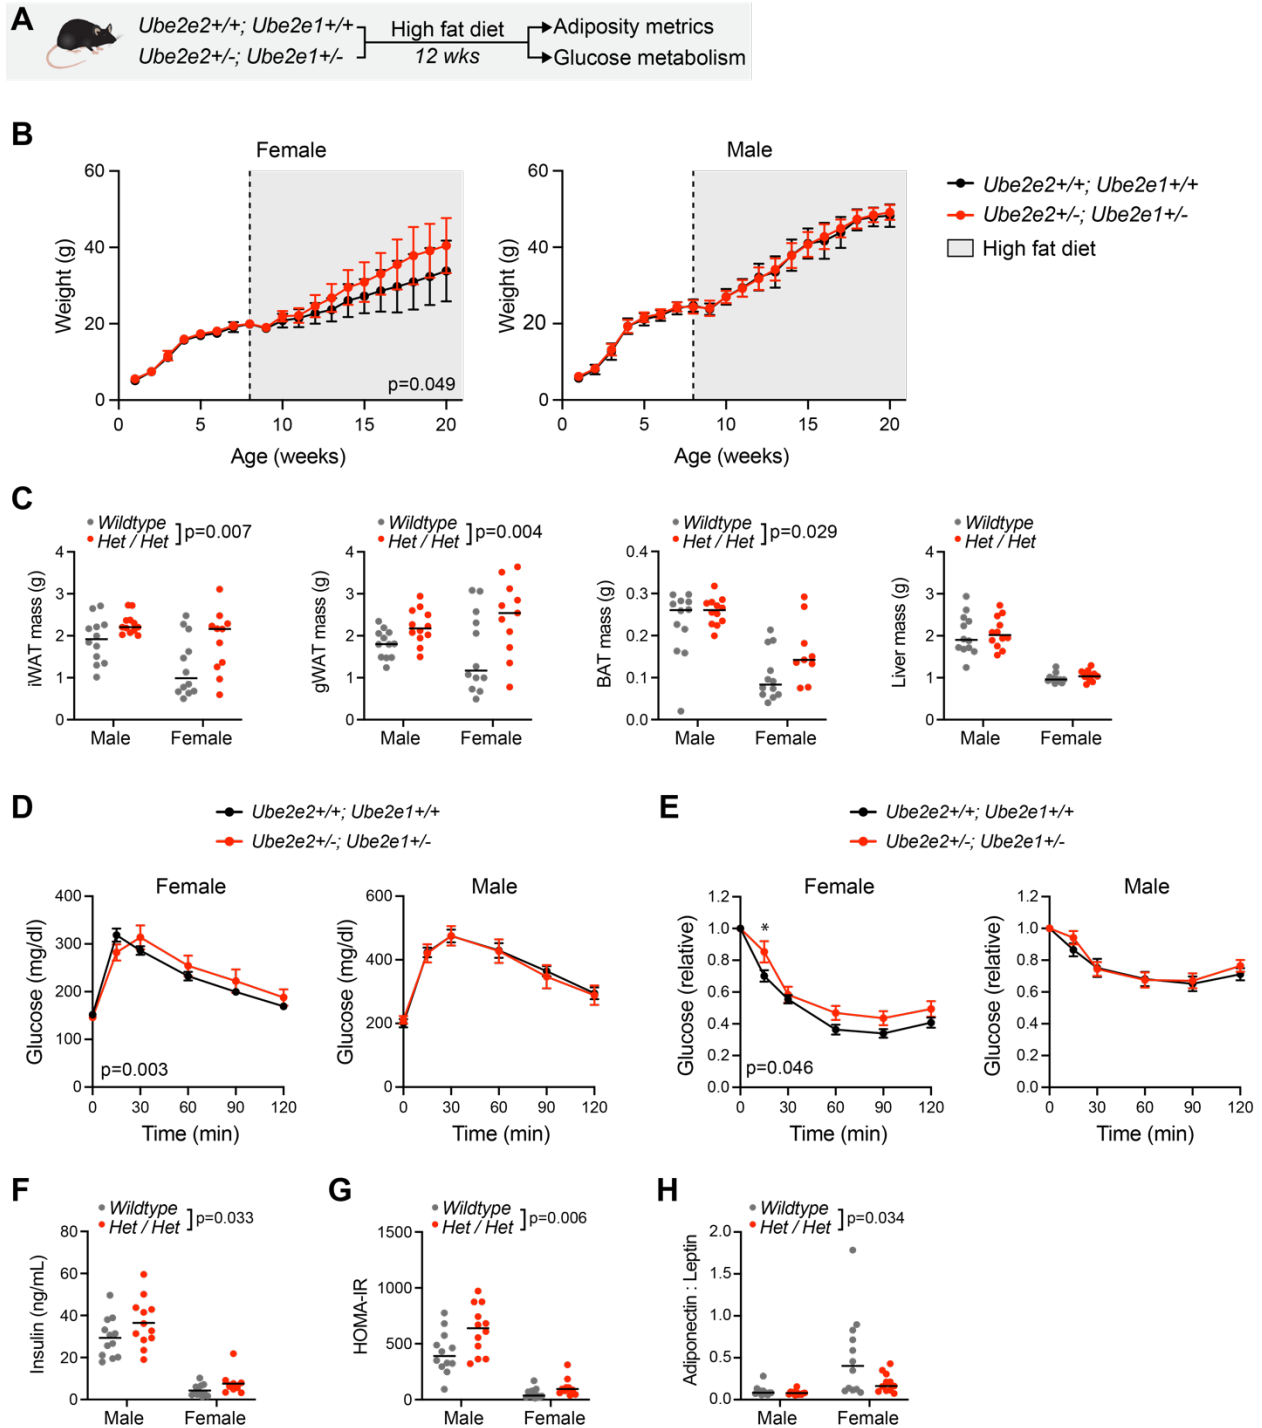 A
Ube2e2+/+; Ube2e1+/+
Ube2e2+/-; Ube2e1+/-
High fat diet
12 wks
Adiposity metrics
Glucose metabolism
B
Female
Weight (g)
60
40
20
0
p=0.049
0 5 10 15 20
Age (weeks)
Male
Weight (g)
60
40
20
0
0 5 10 15 20
Age (weeks)
Ube2e2+/+; Ube2e1+/+
Ube2e2+/-; Ube2e1+/-
High fat diet
C
Wildtype
Het / Het
p=0.007
iWAT mass (g)
4
3
2
1
0
Male Female
Wildtype
Het / Het
p=0.004
gWAT mass (g)
4
3
2
1
0
Male Female
Wildtype
Het / Het
p=0.029
BAT mass (g)
0.4
0.3
0.2
0.1
0.0
Male Female
Wildtype
Het / Het
Liver mass (g)
4
3
2
1
0
Male Female
D
Ube2e2+/+; Ube2e1+/+
Ube2e2+/-; Ube2e1+/-
Female
Glucose (mg/dl)
400
300
200
100
0
p=0.003
0 30 60 90 120
Time (min)
Male
Glucose (mg/dl)
600
400
200
0
0 30 60 90 120
Time (min)
E
Ube2e2+/+; Ube2e1+/+
Ube2e2+/-; Ube2e1+/-
Female
Glucose (relative)
1.2
1.0
0.8
0.6
0.4
0.2
0.0
*
p=0.046
0 30 60 90 120
Time (min)
Male
Glucose (relative)
1.2
1.0
0.8
0.6
0.4
0.2
0.0
0 30 60 90 120
Time (min)
F
Wildtype
Het / Het
p=0.033
Insulin (ng/mL)
80
60
40
20
0
Male Female
G
Wildtype
Het / Het
p=0.006
HOMA-IR
1500
1000
500
0
Male Female
H
Wildtype
Het / Het
p=0.034
Adiponectin : Leptin
2.0
1.5
1.0
0.5
0.0
Male Female